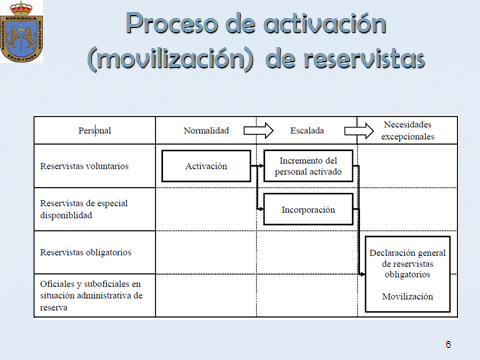 Proceso de activación
(movilización) de reservistas
Personal
Normalidad
Escalada
Necesidades
excepcionales
Reservistas voluntarios
Activación
Incremento del
personal activado
Reservistas de especial
disponiblidad
Incorporación
Reservistas obligatorios
Declaración general
de reservistas
obligatorios
Movilización
Oficiales y suboficiales en
situación administrativa de
reserva
6